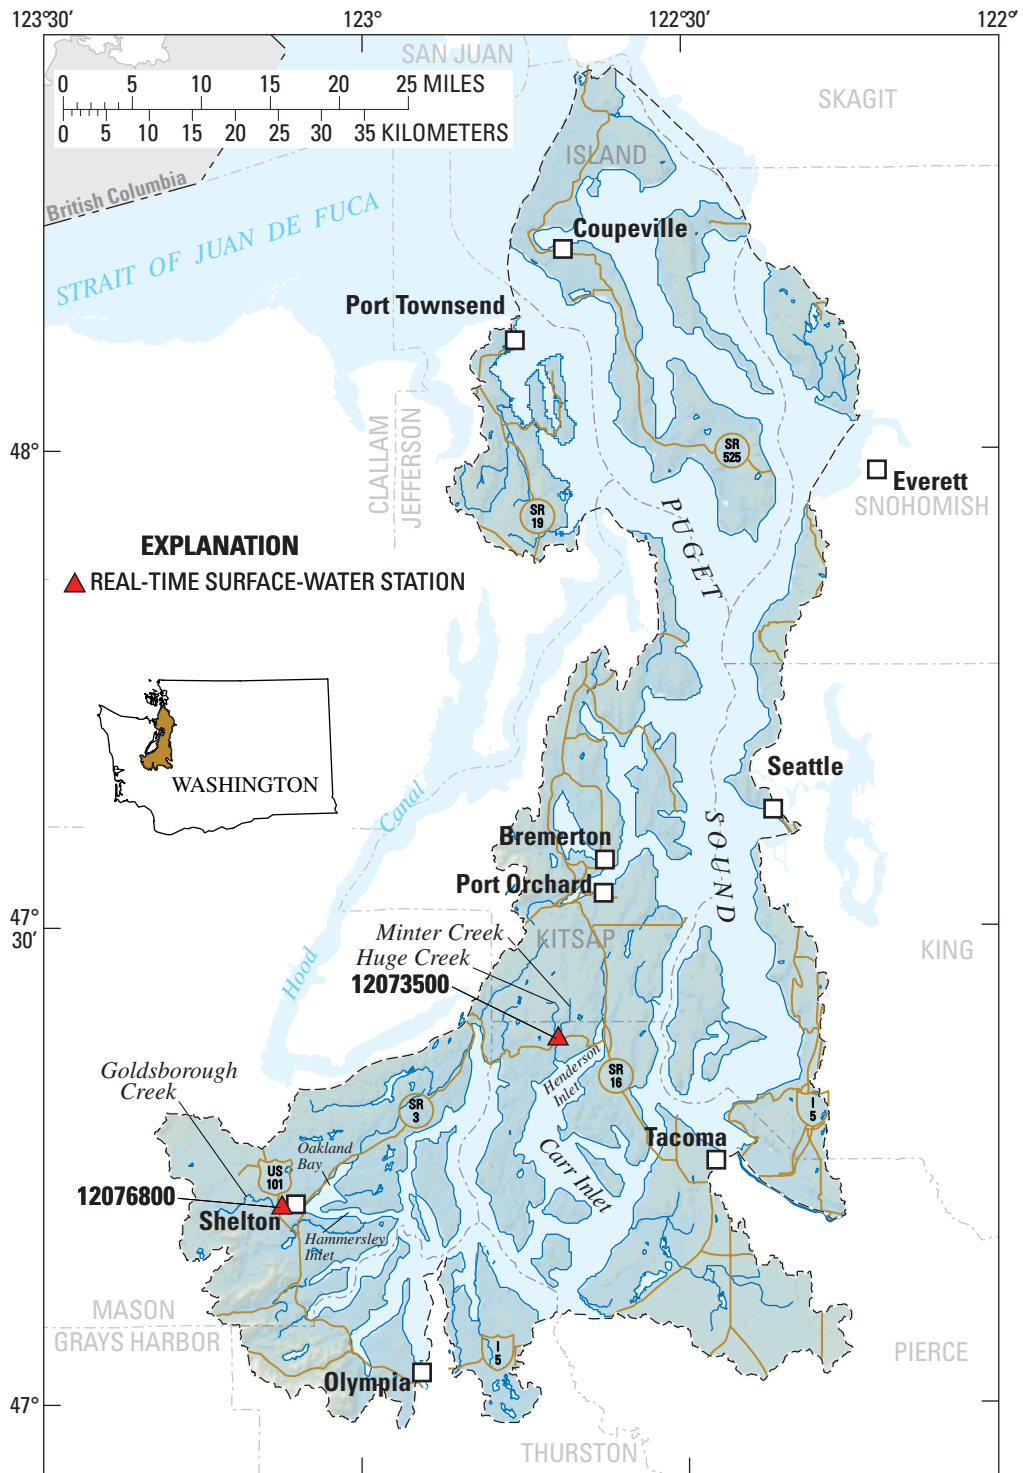 123°30′ 123° 122°30′ 122°
SAN JUAN
0 5 10 15 20 25 MILES
0 5 10 15 20 25 30 35 KILOMETERS
SKAGIT
ISLAND
British Columbia
STRAIT OF JUAN DE FUCA
Coupeville
Port Townsend
CLALLAM
JEFFERSON
48°
SR
525
Everett
SNOHOMISH
SR
19
PUGET
EXPLANATION
REAL-TIME SURFACE-WATER STATION
WASHINGTON
Seattle
Canal
SOUND
Bremerton
Port Orchard
47°
30′
Minter Creek
KITSAP
Huge Creek
KING
Hood
12073500
Goldsborough
Creek
Henderson
Inlet
SR
16
SR
3
I
5
Tacoma
Oakland
Bay
Carr Inlet
US
101
12076800
Shelton
Hammersley
Inlet
MASON
GRAYS HARBOR
I
5
PIERCE
Olympia
47°
THURSTON